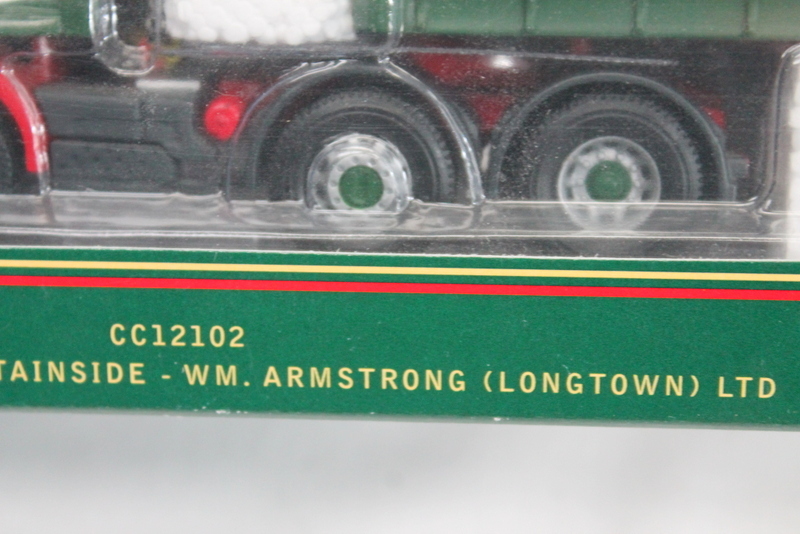 CC12102
TAINSIDE - WM. ARMSTRONG (LONGTOWN) LTD